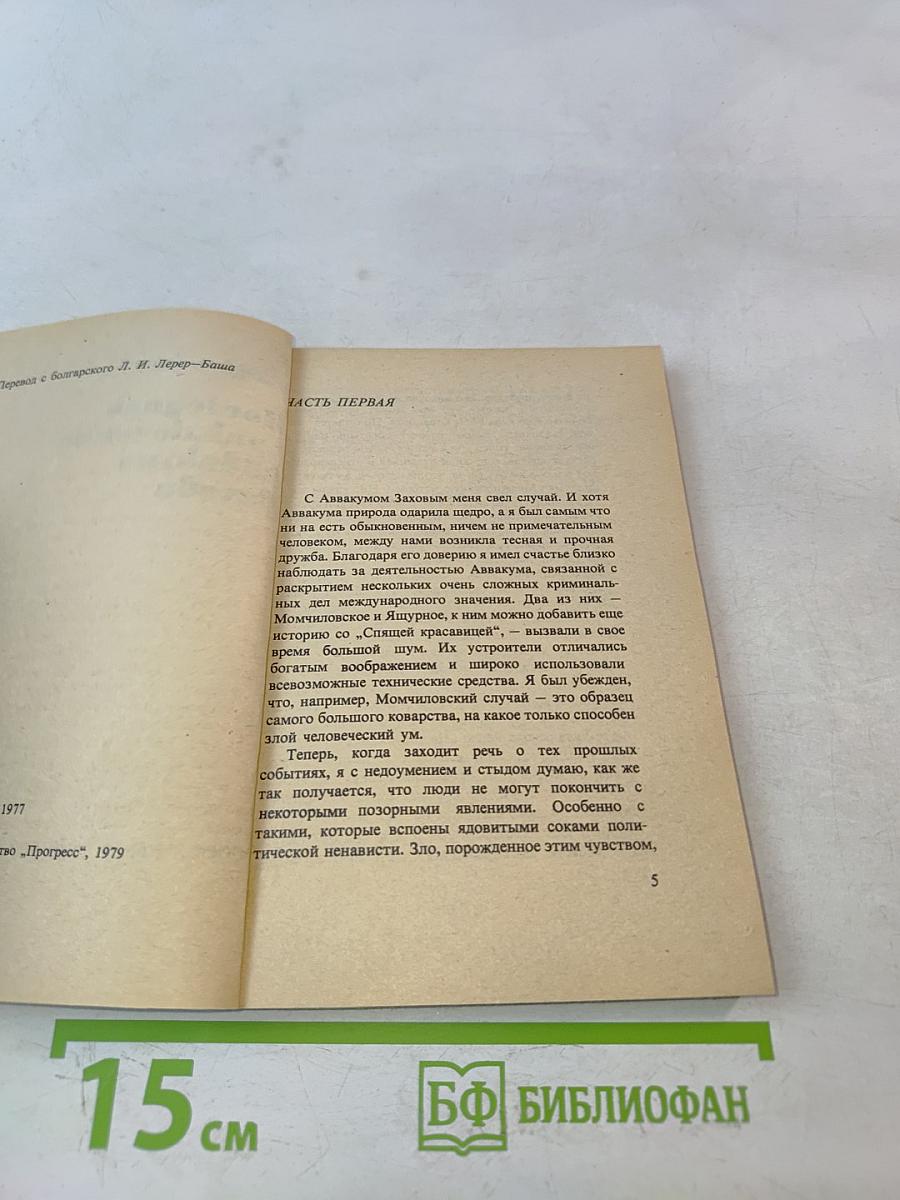 Перевод с болгарского Л. И. Лерер—Баша
1977
тво „Прогресс“, 1979
ЧАСТЬ ПЕРВАЯ
С Аввакумом Заховым меня свел случай. И хотя
Аввакума природа одарила щедро, а я был самым что
ни на есть обыкновенным, ничем не примечательным
человеком, между нами возникла тесная и прочная
дружба. Благодаря его доверию я имел счастье близко
наблюдать за деятельностью Аввакума, связанной с
раскрытием нескольких очень сложных криминаль-
ных дел международного значения. Два из них —
Момчиловское и Ящурное, к ним можно добавить еще
историю со „Спящей красавицей“, — вызвали в свое
время большой шум. Их устроители отличались
богатым воображением и широко использовали
всевозможные технические средства. Я был убежден,
что, например, Момчиловский случай — это образец
самого большого коварства, на какое только способен
злой человеческий ум.
Теперь, когда заходит речь о тех прошлых
событиях, я с недоумением и стыдом думаю, как же
так получается, что люди не могут покончить с
некоторыми позорными явлениями. Особенно с
такими, которые вспоены ядовитыми соками поли-
тической ненависти. Зло, порожденное этим чувством,
5
15 см
БФ БИБЛИОФАН